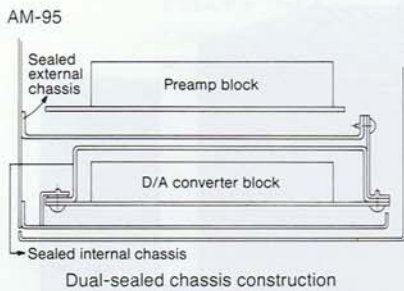 AM-95
Sealed
external
chassis
Preamp block
D/A converter block
Sealed internal chassis
Dual-sealed chassis construction